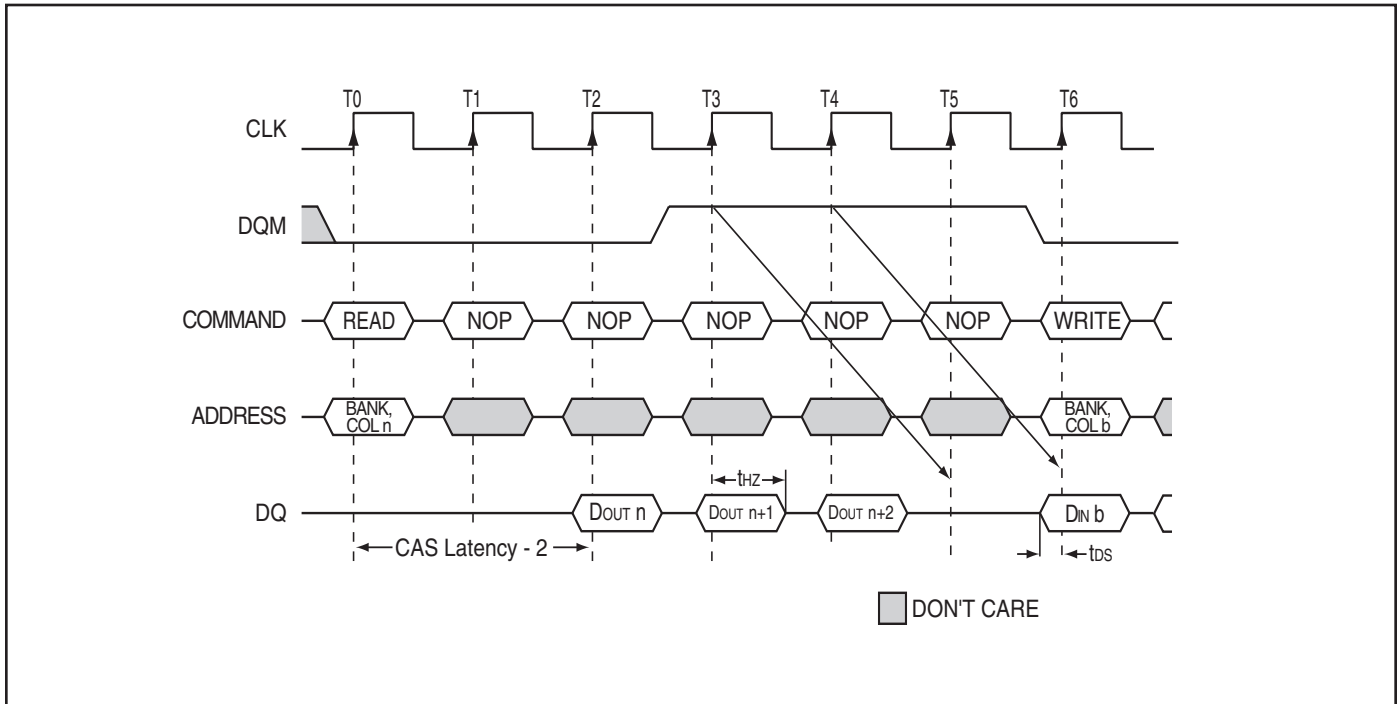 T0 T1 T2 T3 T4 T5 T6
CLK
DQM
COMMAND READ NOP NOP NOP NOP NOP WRITE
ADDRESS BANK, COL n BANK, COL b
tHZ
DQ DOUT n DOUT n+1 DOUT n+2 DIN b
CAS Latency - 2 tDS
DON'T CARE